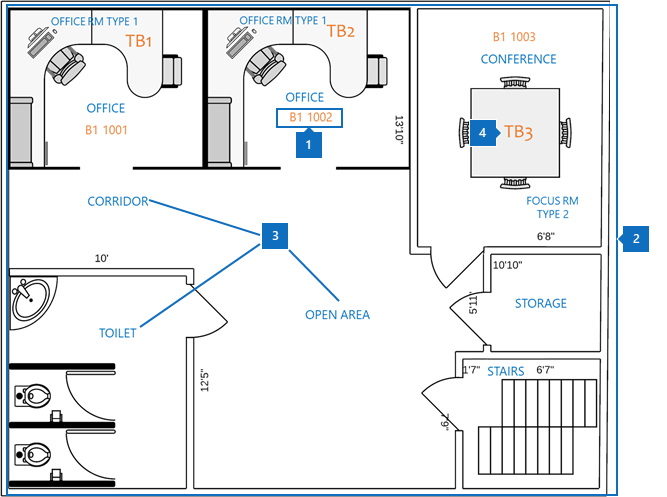 OFFICE RM TYPE 1
TB1
OFFICE
B1 1001
OFFICE RM TYPE 1
TB2
OFFICE
B1 1002
1
13'10"
B1 1003
CONFERENCE
4
TB3
FOCUS RM
TYPE 2
6'8"
2
CORRIDOR
3
10'
10'10"
5'11"
STORAGE
OPEN AREA
TOILET
12'5"
1'7"
STAIRS
6'7"